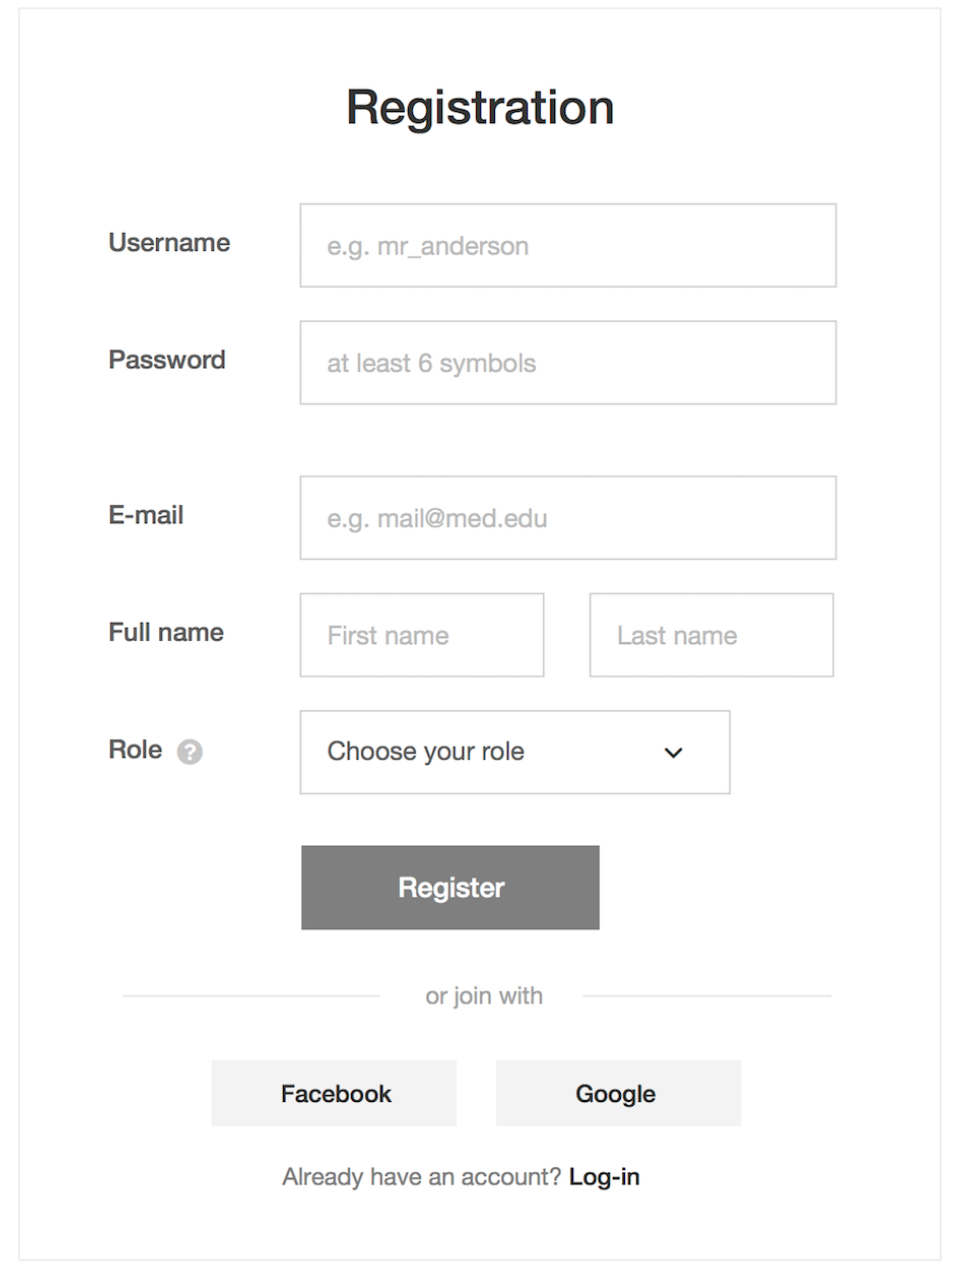 Registration
Username
e.g. mr_anderson
Password
at least 6 symbols
E-mail
e.g. mail@med.edu
Full name
First name
Last name
Role ?
Choose your role
Register
or join with
Facebook
Google
Already have an account? Log-in